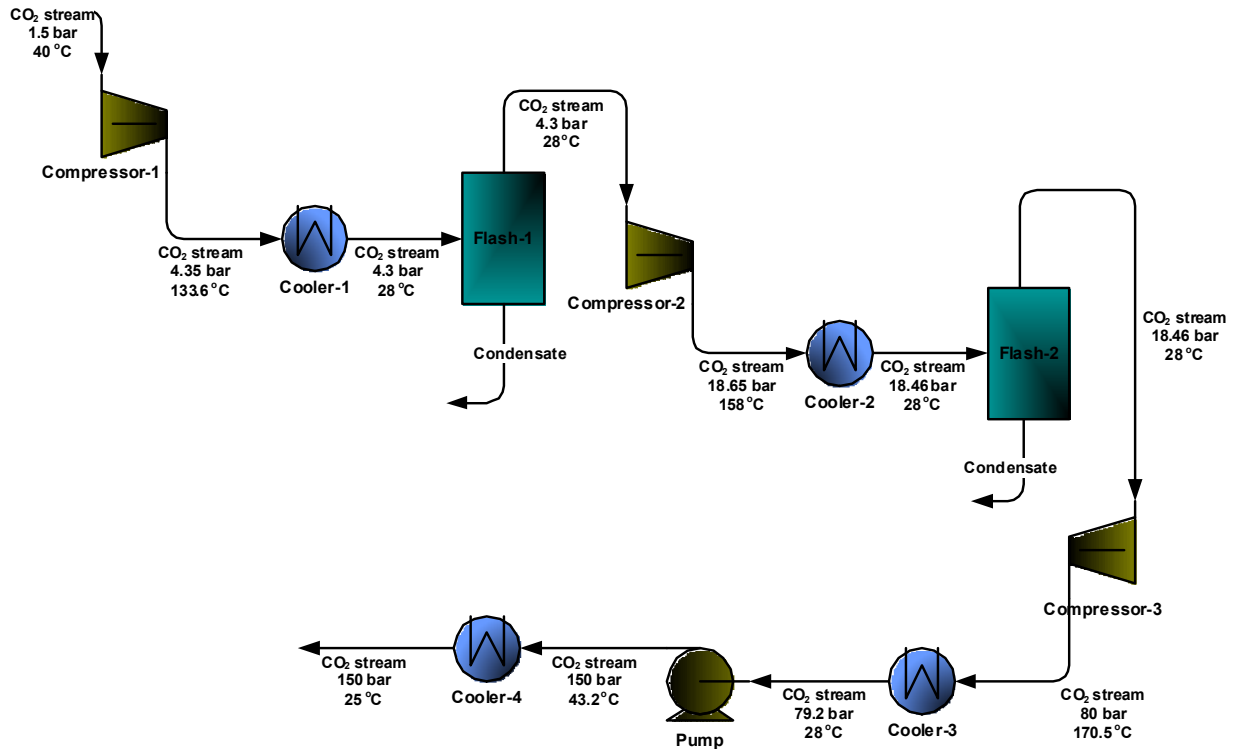 CO₂ stream
1.5 bar
40 °C
Compressor-1
CO₂ stream
4.35 bar
133.6 °C
Cooler-1
CO₂ stream
4.3 bar
28 °C
Flash-1
Condensate
CO₂ stream
4.3 bar
28 °C
Compressor-2
CO₂ stream
18.65 bar
158 °C
Cooler-2
CO₂ stream
18.46 bar
28 °C
Flash-2
Condensate
CO₂ stream
18.46 bar
28 °C
Compressor-3
CO₂ stream
80 bar
170.5 °C
Cooler-3
CO₂ stream
79.2 bar
28 °C
Pump
CO₂ stream
150 bar
43.2 °C
Cooler-4
CO₂ stream
150 bar
25 °C